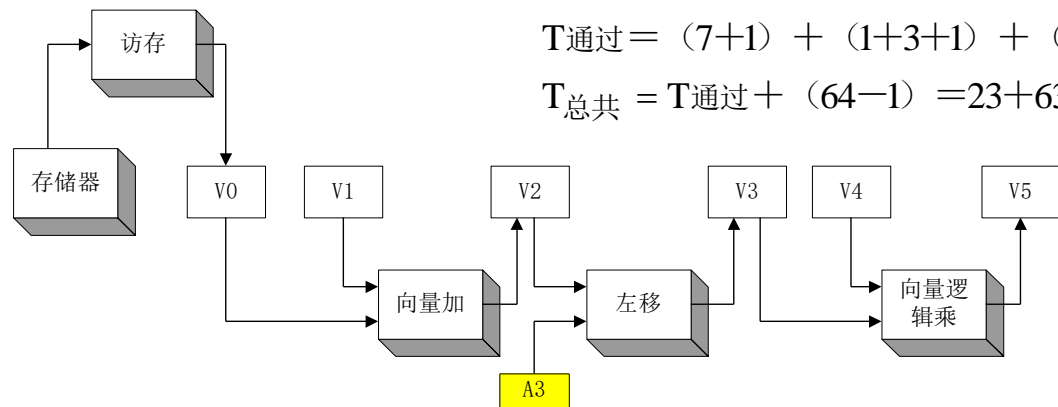 访存
T通过＝（7+1）＋（1+3+1）＋（
T总共＝T通过＋（64－1）＝23+63
存储器
V0
V1
V2
V3
V4
V5
向量加
左移
向量逻
辑乘
A3